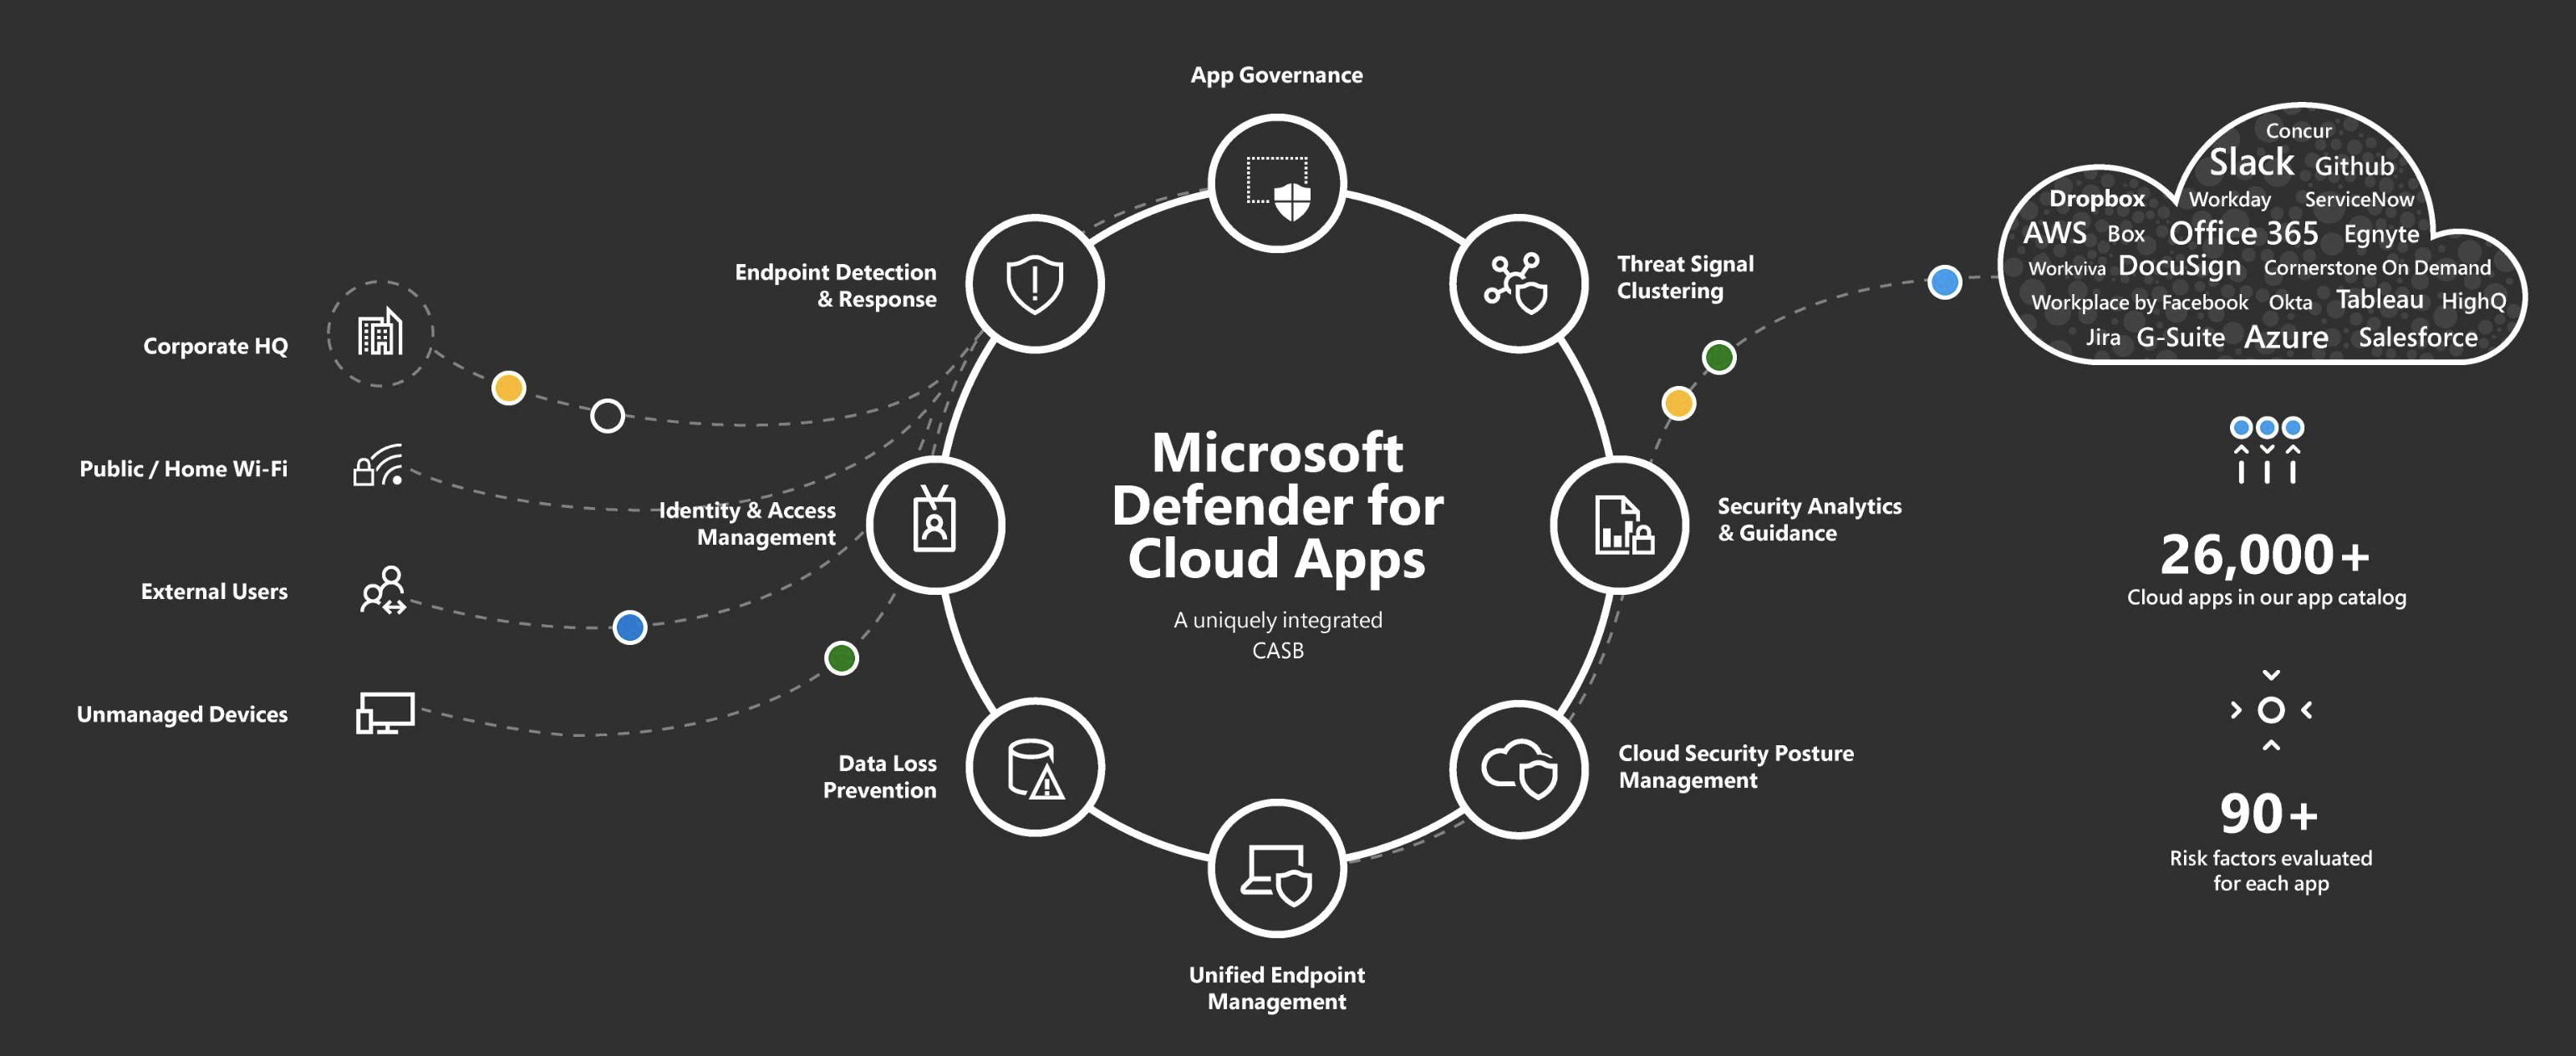 App Governance
Endpoint Detection
& Response
Threat Signal
Clustering
Corporate HQ
Public / Home Wi-Fi
External Users
Unmanaged Devices
Identity & Access
Management
Microsoft
Defender for
Cloud Apps
A uniquely integrated
CASB
Security Analytics
& Guidance
Data Loss
Prevention
Cloud Security Posture
Management
Unified Endpoint
Management
Concur
Slack Github
Dropbox Workday ServiceNow
AWS Box Office 365 Egnyte
Workviva DocuSign Cornerstone On Demand
Workplace by Facebook Okta Tableau HighQ
Jira G-Suite Azure Salesforce
26,000+
Cloud apps in our app catalog
90+
Risk factors evaluated
for each app